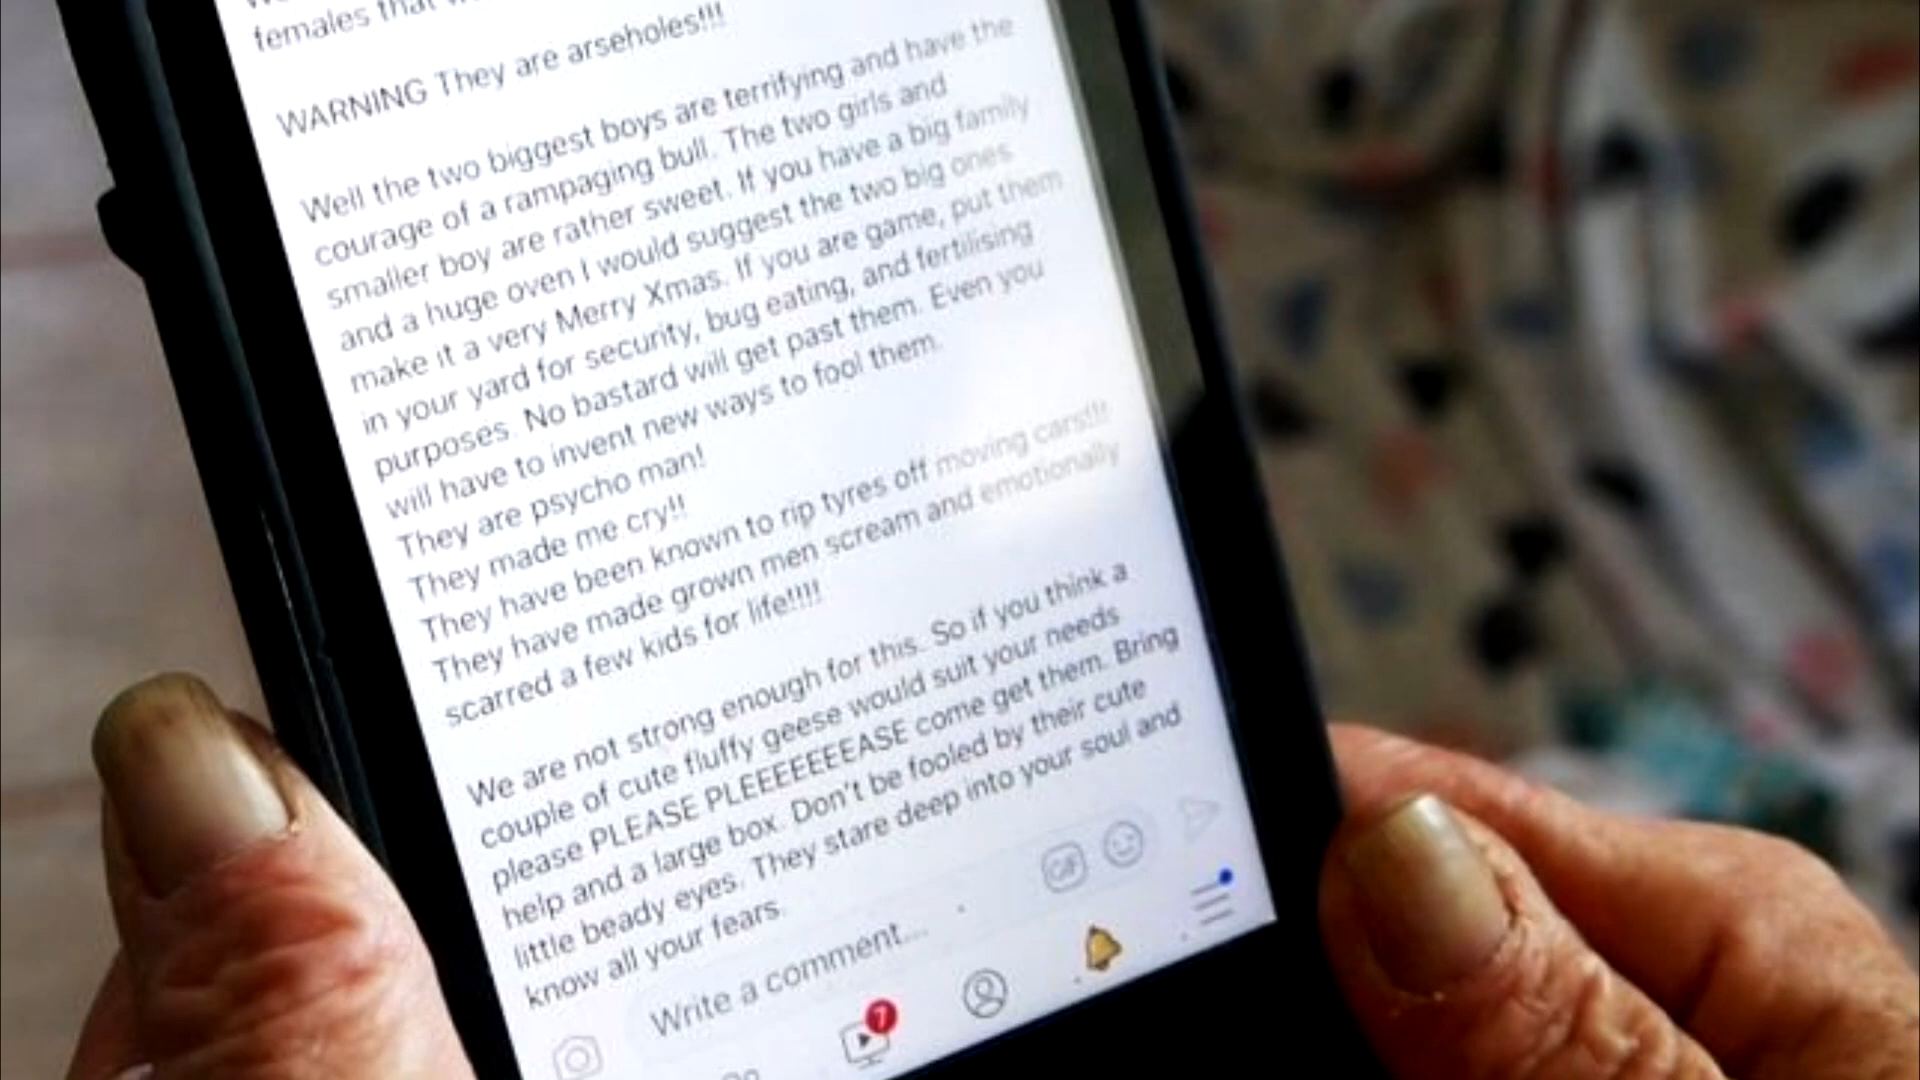 females that
WARNING They are arseholes!!!
Well the two biggest boys are terrifying and have the
courage of a rampaging bull. The two girls and
smaller boy are rather sweet. If you have a big family
and a huge oven I would suggest the two big ones
make it a very Merry Xmas. If you are game, put them
in your yard for security, bug eating, and fertilising
purposes. No bastard will get past them. Even you
will have to invent new ways to fool them.
They are psycho man!
They made me cry!!
They have been known to rip tyres off moving cars!!!
They have made grown men scream and emotionally
scarred a few kids for life!!!!
We are not strong enough for this. So if you think a
couple of cute fluffy geese would suit your needs
please PLEASE PLEEEEEEEASE come get them. Bring
help and a large box. Don't be fooled by their cute
little beady eyes. They stare deep into your soul and
know all your fears.
Write a comment...
GIF
7